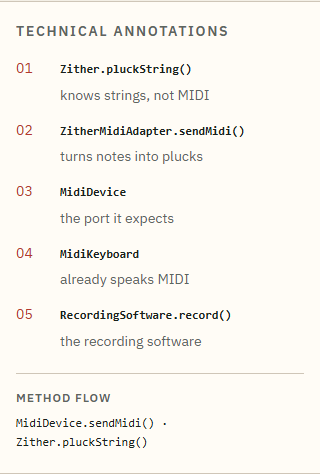 TECHNICAL ANNOTATIONS
01 Zither.pluckString()
knows strings, not MIDI
02 ZitherMidiAdapter.sendMidi()
turns notes into plucks
03 MidiDevice
the port it expects
04 MidiKeyboard
already speaks MIDI
05 RecordingSoftware.record()
the recording software
METHOD FLOW
MidiDevice.sendMidi() ·
Zither.pluckString()